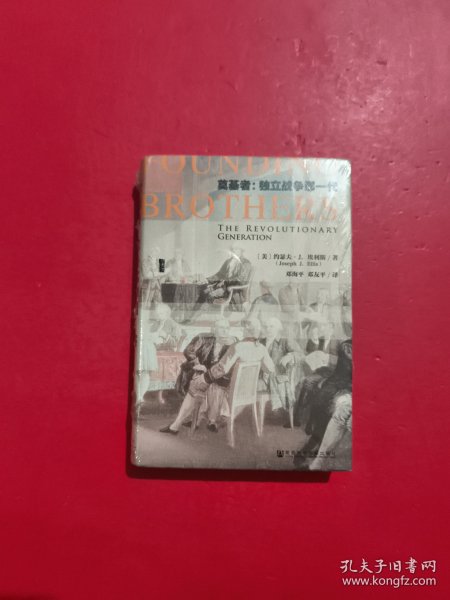 FOUNDING
奠基者：独立战争那一代
BROTHERS
THE REVOLUTIONARY
GENERATION
〔美〕约瑟夫·J. 埃利斯／著
(Joseph J. Ellis)
邓海平 邓友平／译
孔夫子旧书网
www.kongfz.com